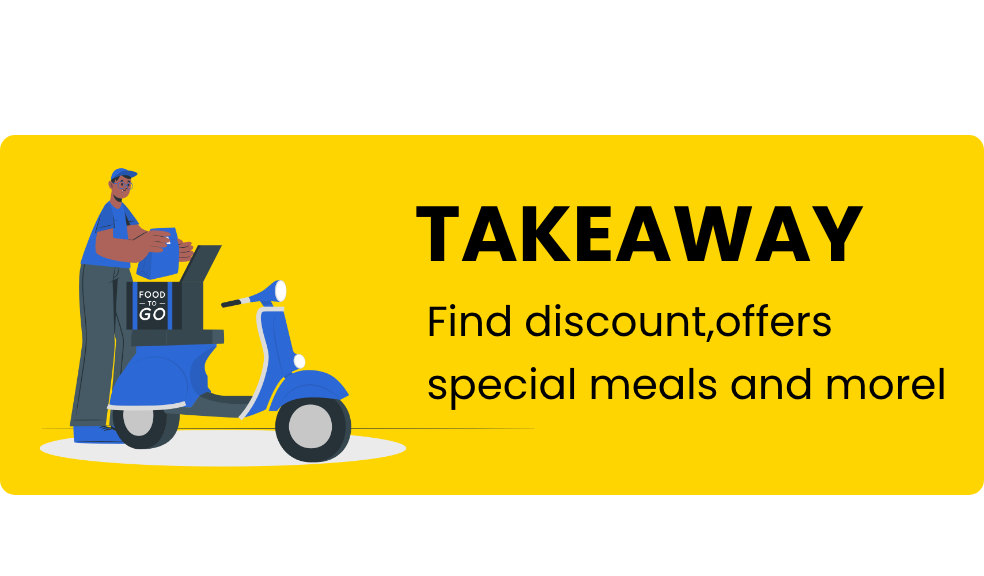 TAKEAWAY
FOOD
TO
GO
Find discount,offers
special meals and morel